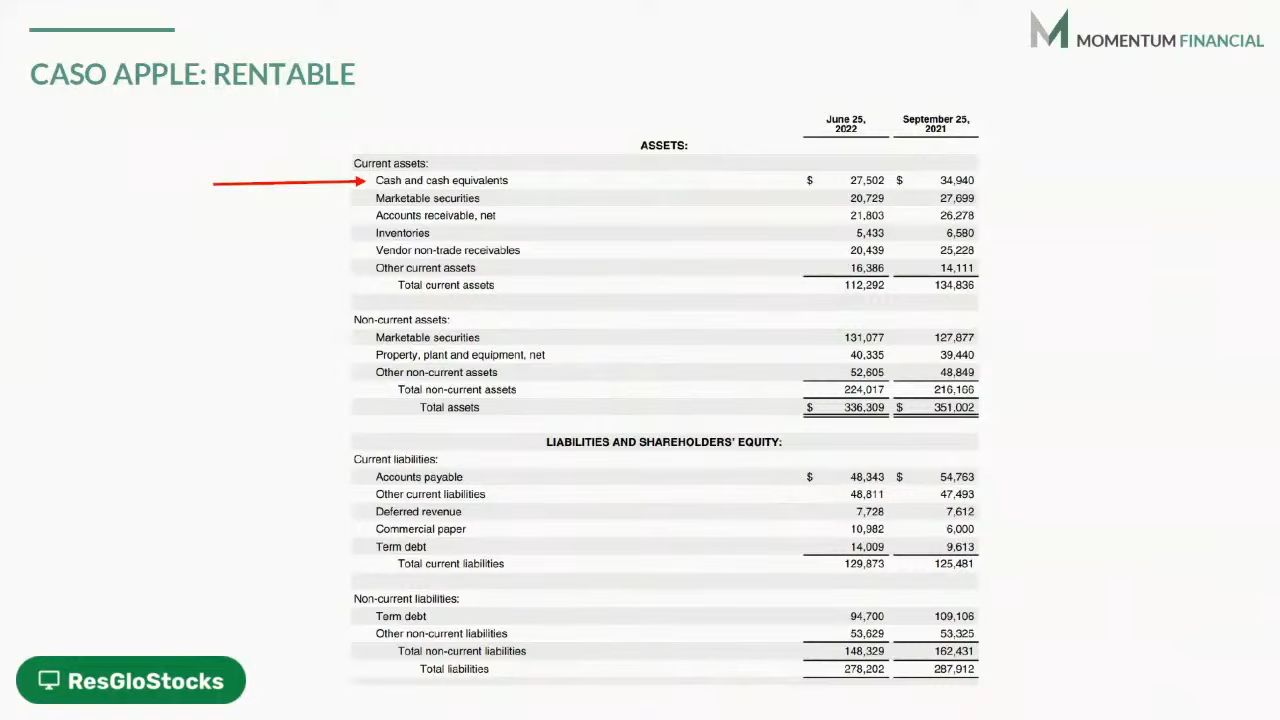 MOMENTUM FINANCIAL
CASO APPLE: RENTABLE
June 25, September 25,
2022 2021
ASSETS:
Current assets:
Cash and cash equivalents $ 27,502 $ 34,940
Marketable securities 20,729 27,699
Accounts receivable, net 21,803 26,278
Inventories 5,433 6,580
Vendor non-trade receivables 20,439 25,228
Other current assets 16,386 14,111
Total current assets 112,292 134,836
Non-current assets:
Marketable securities 131,077 127,877
Property, plant and equipment, net 40,335 39,440
Other non-current assets 52,605 48,849
Total non-current assets 224,017 216,166
Total assets $ 336,309 $ 351,002
LIABILITIES AND SHAREHOLDERS' EQUITY:
Current liabilities:
Accounts payable $ 48,343 $ 54,763
Other current liabilities 48,811 47,493
Deferred revenue 7,728 7,612
Commercial paper 10,982 6,000
Term debt 14,009 9,613
Total current liabilities 129,873 125,481
Non-current liabilities:
Term debt 94,700 109,106
Other non-current liabilities 53,629 53,325
Total non-current liabilities 148,329 162,431
Total liabilities 278,202 287,912
ResGloStocks